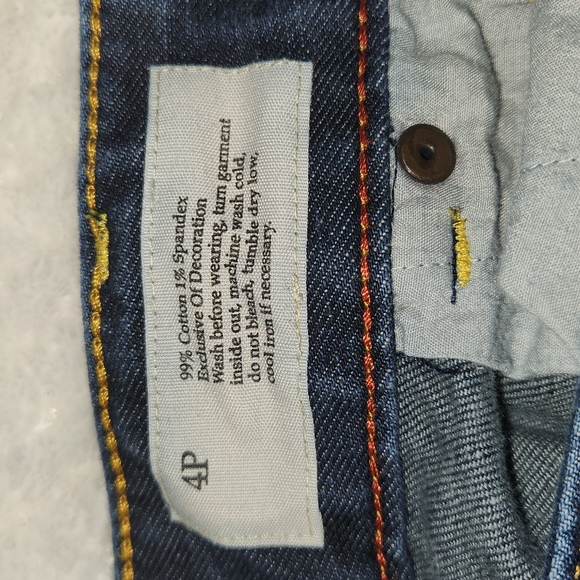 99% Cotton 1% Spandex
Exclusive Of Decoration
Wash before wearing, turn garment
inside out, machine wash cold,
do not bleach, tumble dry low,
cool iron if necessary.
4P